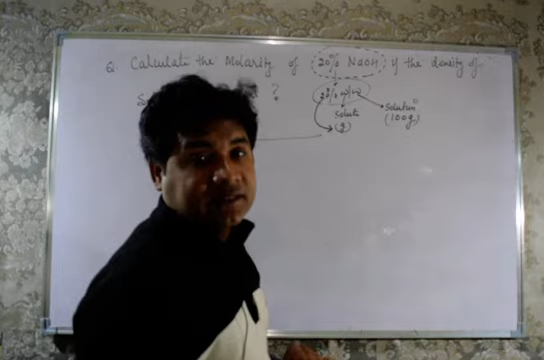 Q Calculate the Molarity of 20% NaOH if the density of
S ?
20% w/w
solute
(g)
solution
(100g)